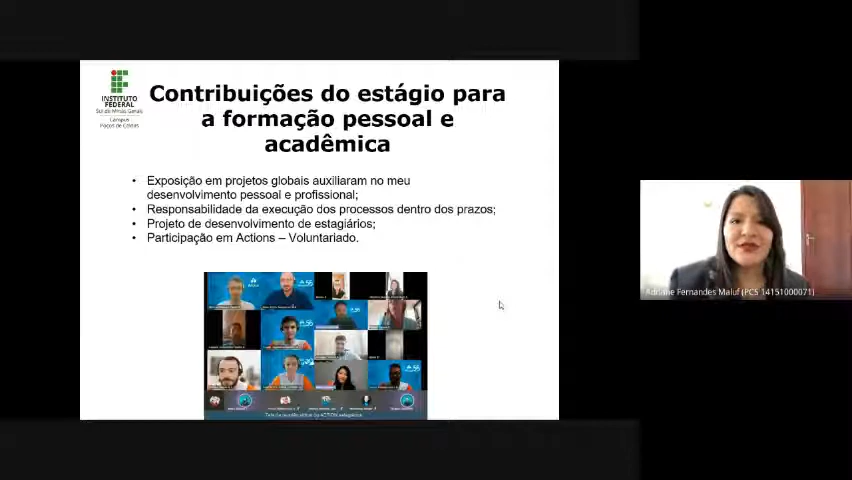 INSTITUTO
FEDERAL
Sul de Minas Gerais
Campus
Poços de Caldas
Contribuições do estágio para
a formação pessoal e
acadêmica
• Exposição em projetos globais auxiliaram no meu
desenvolvimento pessoal e profissional;
• Responsabilidade da execução dos processos dentro dos prazos;
• Projeto de desenvolvimento de estagiários;
• Participação em Actions – Voluntariado.
Adriane Fernandes Maluf (PCS 14151000071)